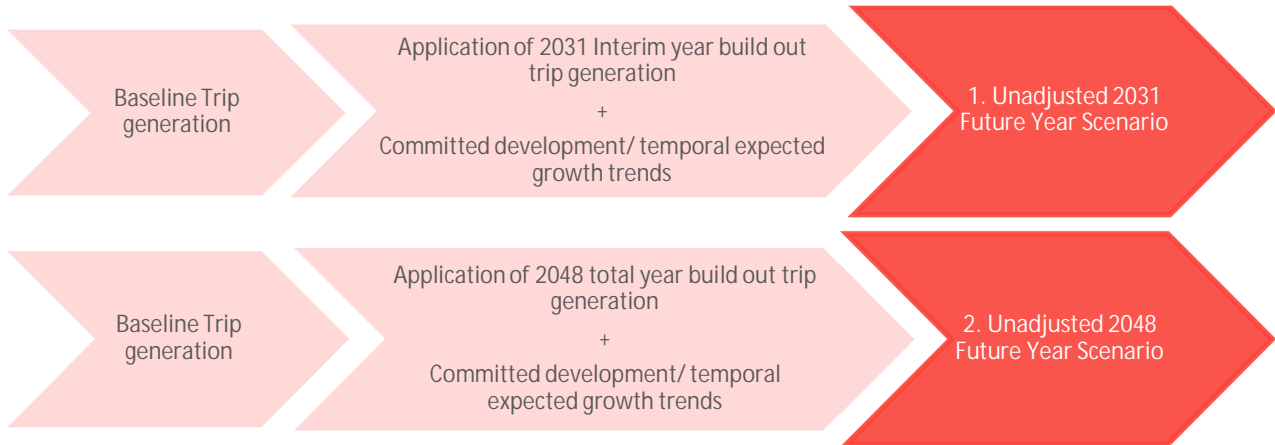 Baseline Trip
generation
Application of 2031 Interim year build out
trip generation
+
Committed development/ temporal expected
growth trends
1. Unadjusted 2031
Future Year Scenario
Baseline Trip
generation
Application of 2048 total year build out trip
generation
+
Committed development/ temporal
expected growth trends
2. Unadjusted 2048
Future Year Scenario